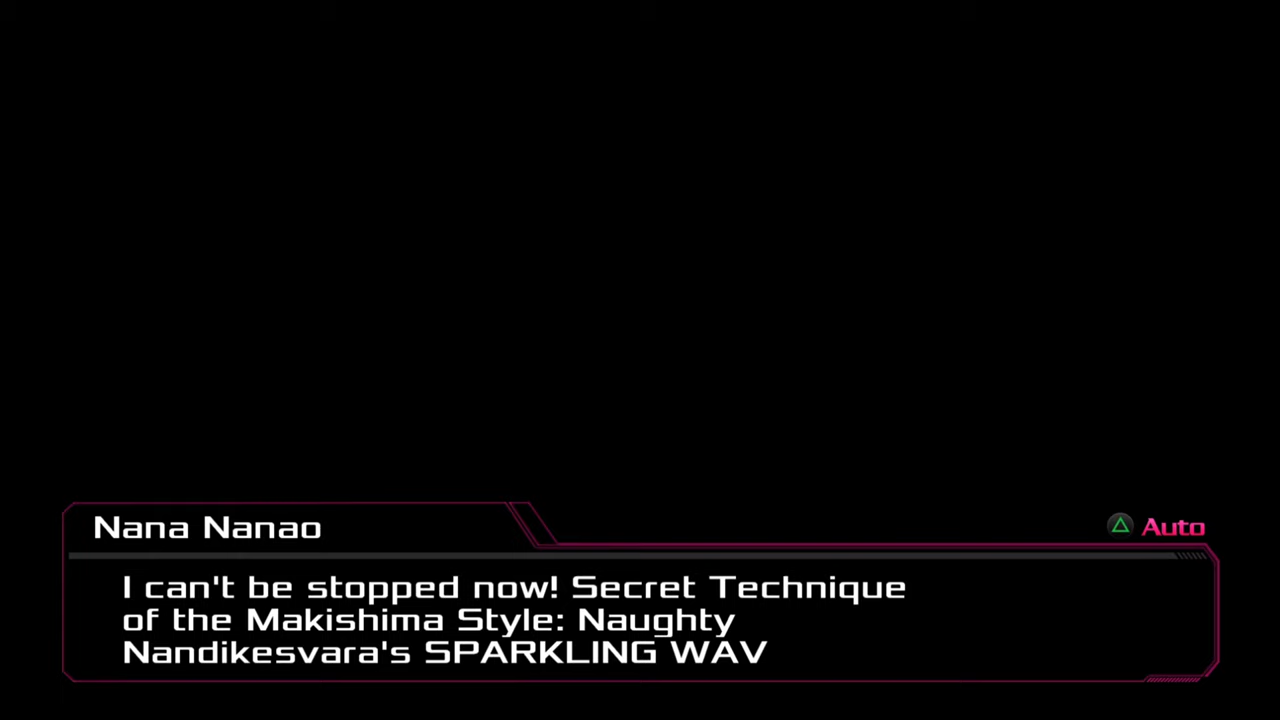 Nana Nanao
Auto
I can't be stopped now! Secret Technique
of the Makishima Style: Naughty
Nandikesvara's SPARKLING WAV